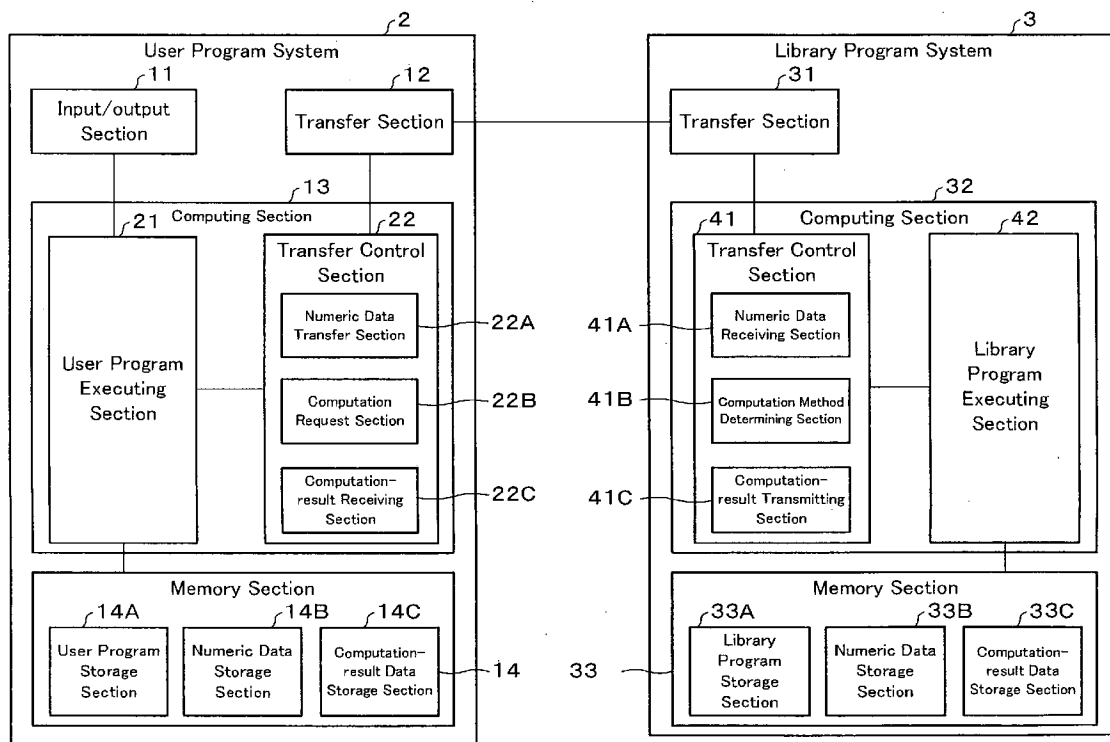 2
User Program System
11
Input/output
Section
12
Transfer Section
13
Computing Section
21
User Program
Executing
Section
22
Transfer Control
Section
Numeric Data
Transfer Section
22A
Computation
Request Section
22B
Computation-
result Receiving
Section
22C
Memory Section
14A
User Program
Storage
Section
14B
Numeric Data
Storage
Section
14C
Computation-
result Data
Storage Section
14
3
Library Program System
31
Transfer Section
32
Computing Section
41
Transfer Control
Section
41A
Numeric Data
Receiving Section
41B
Computation Method
Determining Section
41C
Computation-
result Transmitting
Section
42
Library
Program
Executing
Section
Memory Section
33
33A
Library
Program
Storage
Section
33B
Numeric Data
Storage
Section
33C
Computation-
result Data
Storage Section